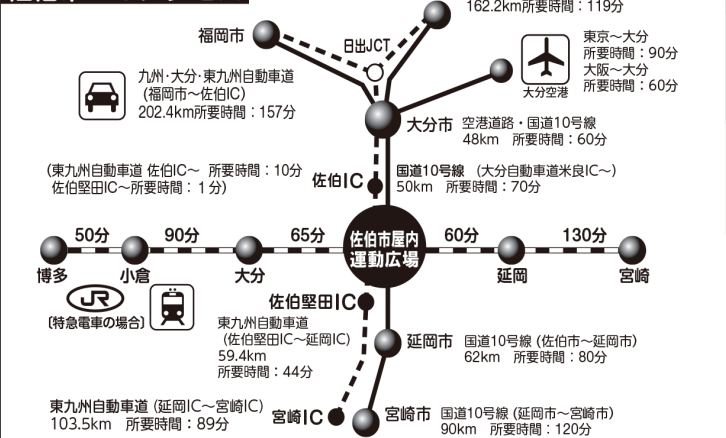 162.2km所要時間：119分
福岡市
日出JCT
東京～大分
所要時間：90分
大阪～大分
所要時間：60分
大分空港
九州・大分・東九州自動車道
（福岡市～佐伯IC）
202.4km所要時間：157分
大分市
空港道路・国道10号線
48km　所要時間：60分
（東九州自動車道 佐伯IC～　所要時間：10分
佐伯堅田IC～所要時間：１分）
佐伯IC
国道10号線　（大分自動車道米良IC～）
50km　所要時間：70分
佐伯市屋内
運動広場
50分
90分
65分
60分
130分
博多
小倉
大分
延岡
宮崎
JR
〔特急電車の場合〕
佐伯堅田IC
東九州自動車道
（佐伯堅田IC～延岡IC）
59.4km
所要時間：44分
延岡市
国道10号線（佐伯市～延岡市）
62km　所要時間：80分
東九州自動車道（延岡IC～宮崎IC）
103.5km　所要時間：89分
宮崎IC
宮崎市
国道10号線（延岡市～宮崎市）
90km　所要時間：120分